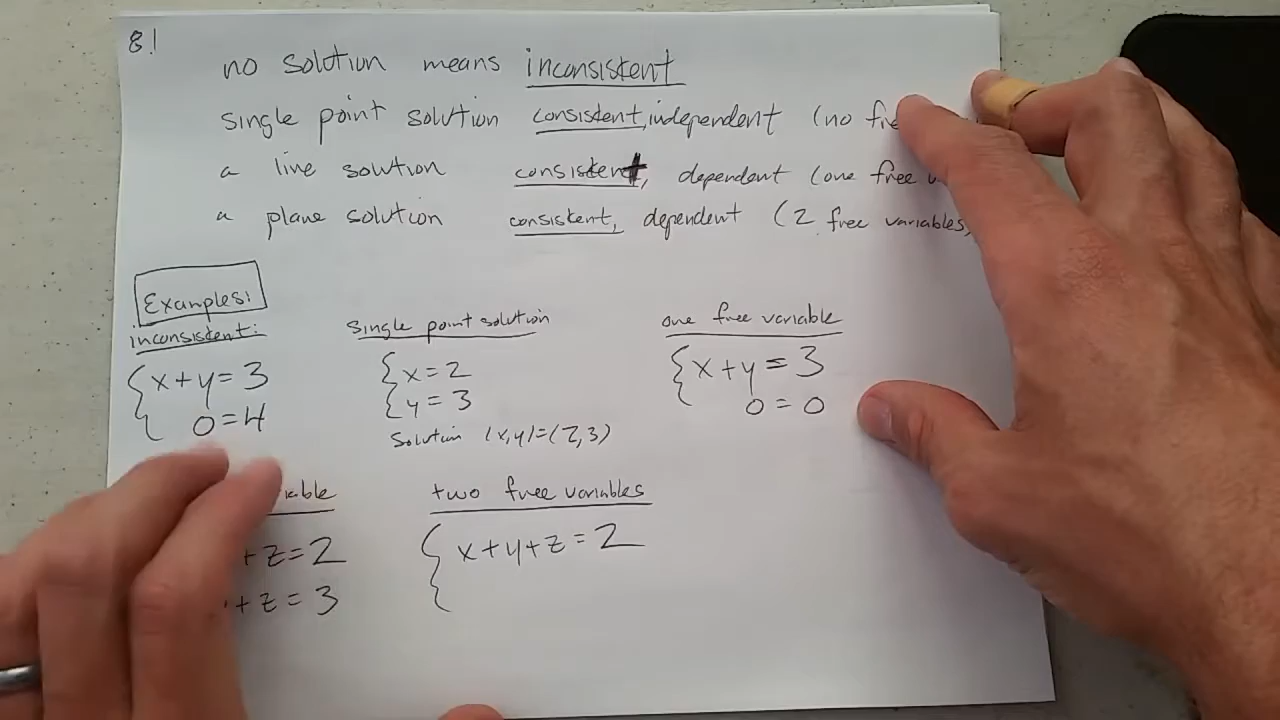 8.1
no solution means inconsistent
single point solution consistent, independent (no
a line solution consistent, dependent (one free
a plane solution consistent, dependent (2 free variables,
Examples:
inconsistent:
x+y=3
0=4
single point solution
x=2
y=3
solution (x,y)=(2,3)
one free variable
x+y=3
0=0
+z=2
+z=3
two free variables
x+y+z=2